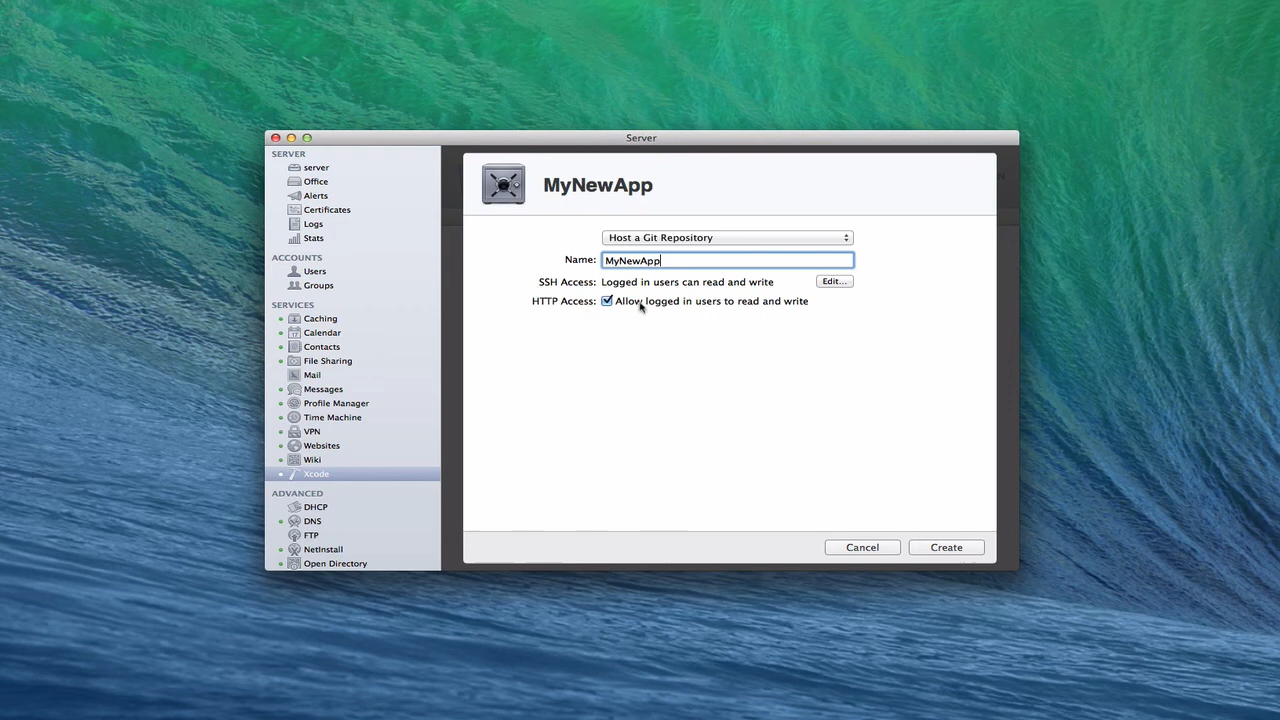 Server
SERVER
server
Office
Alerts
Certificates
Logs
Stats
ACCOUNTS
Users
Groups
SERVICES
Caching
Calendar
Contacts
File Sharing
Mail
Messages
Profile Manager
Time Machine
VPN
Websites
Wiki
Xcode
ADVANCED
DHCP
DNS
FTP
NetInstall
Open Directory
MyNewApp
Host a Git Repository
Name: MyNewApp
SSH Access: Logged in users can read and write Edit...
HTTP Access: Allow logged in users to read and write
Cancel Create